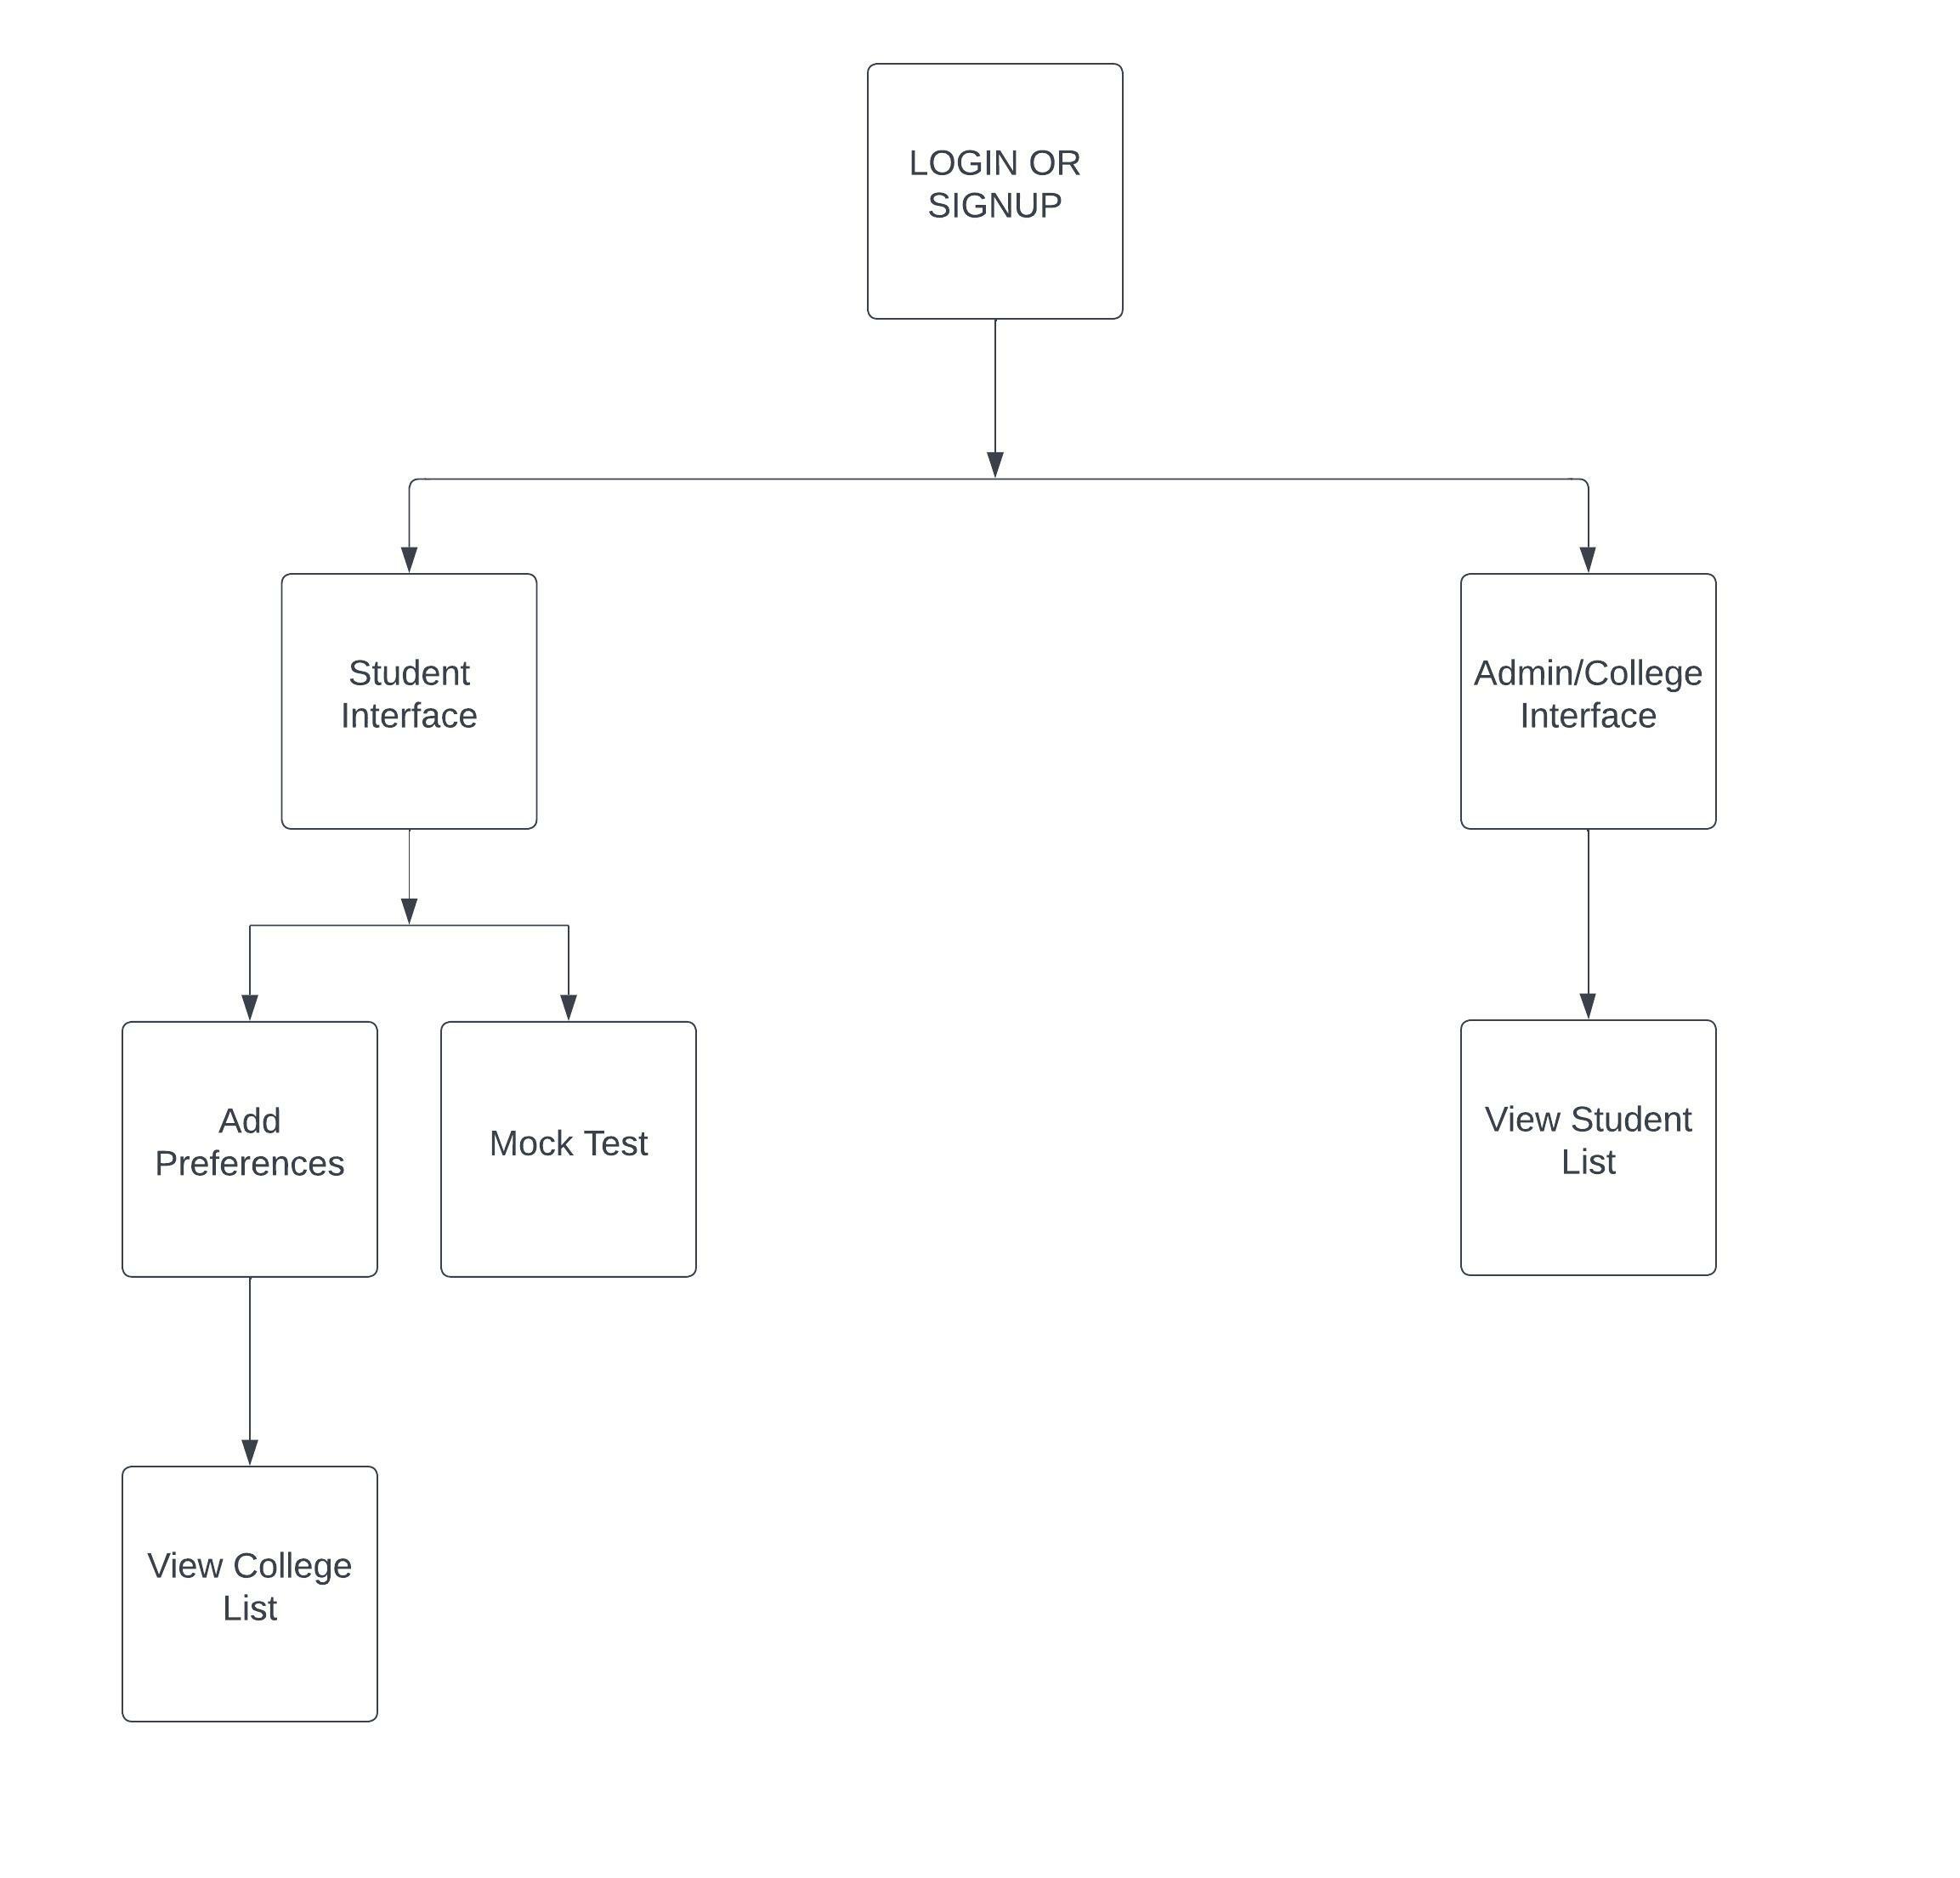 LOGIN OR
SIGNUP
Student
Interface
Admin/College
Interface
Add
Preferences
Mock Test
View Student
List
View College
List